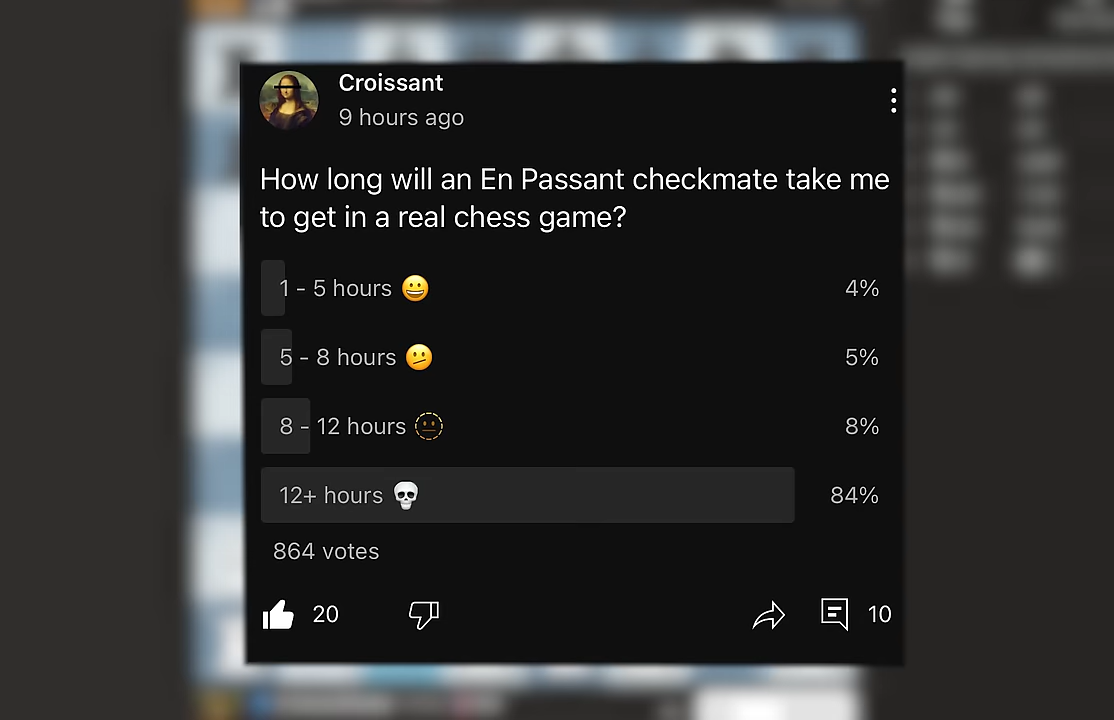 Croissant
9 hours ago
How long will an En Passant checkmate take me
to get in a real chess game?
1 - 5 hours 😀 4%
5 - 8 hours 🫤 5%
8 - 12 hours 🫥 8%
12+ hours 💀 84%
864 votes
20 10